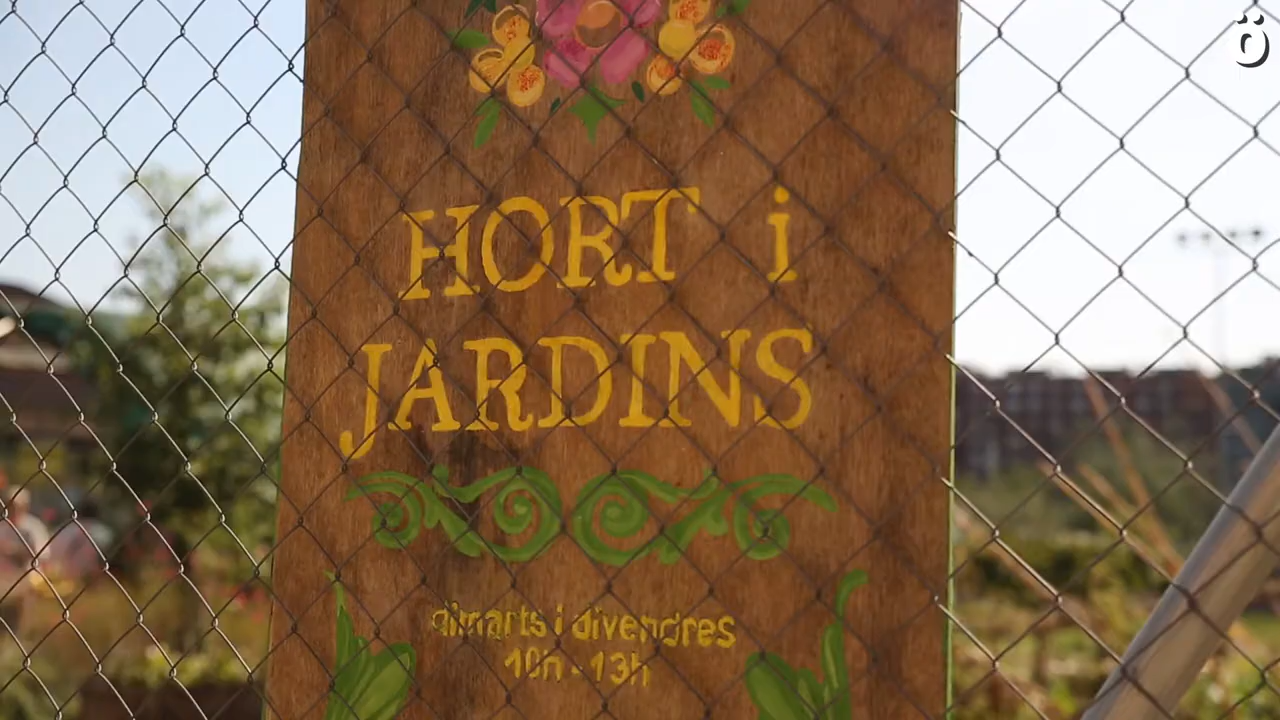 ö
HORT i
JARDINS
dimarts i divendres
10h - 13h